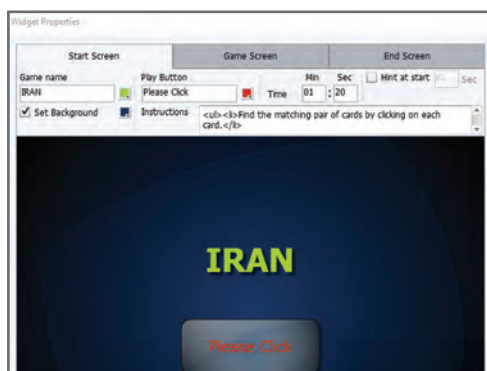 Widget Properties
Start Screen Game Screen End Screen
Game name Play Button Min Sec Hint at start Sec
IRAN Please Click Time 01 : 20
Set Background Instructions <ul><li>Find the matching pair of cards by clicking on each
card.</li>
IRAN
Please Click